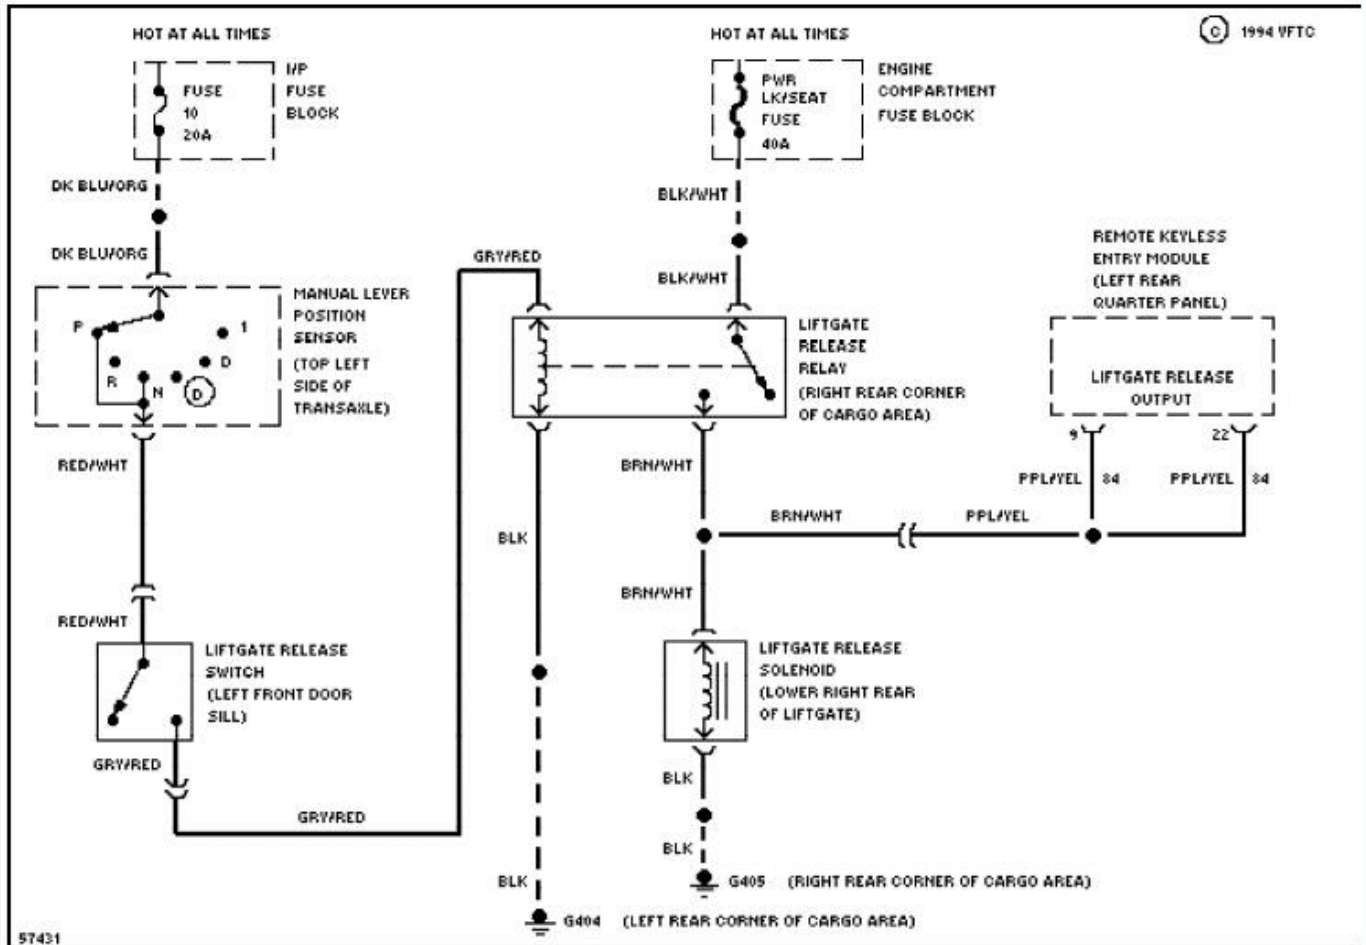 HOT AT ALL TIMES
HOT AT ALL TIMES
C 1994 VFTC
FUSE
10
20A
I/P
FUSE
BLOCK
PWR
LK/SEAT
FUSE
40A
ENGINE
COMPARTMENT
FUSE BLOCK
DK BLU/ORG
DK BLU/ORG
BLK/WHT
BLK/WHT
GRY/RED
REMOTE KEYLESS
ENTRY MODULE
(LEFT REAR
QUARTER PANEL)
P
R
N
D
D
1
MANUAL LEVER
POSITION
SENSOR
(TOP LEFT
SIDE OF
TRANSAXLE)
LIFTGATE
RELEASE
RELAY
(RIGHT REAR CORNER
OF CARGO AREA)
LIFTGATE RELEASE
OUTPUT
9
22
RED/WHT
BRN/WHT
PPL/YEL
84
PPL/YEL
84
BLK
BRN/WHT
PPL/YEL
RED/WHT
BRN/WHT
LIFTGATE RELEASE
SWITCH
(LEFT FRONT DOOR
SILL)
LIFTGATE RELEASE
SOLENOID
(LOWER RIGHT REAR
OF LIFTGATE)
GRY/RED
GRY/RED
BLK
BLK
BLK
G405 (RIGHT REAR CORNER OF CARGO AREA)
G404 (LEFT REAR CORNER OF CARGO AREA)
57431